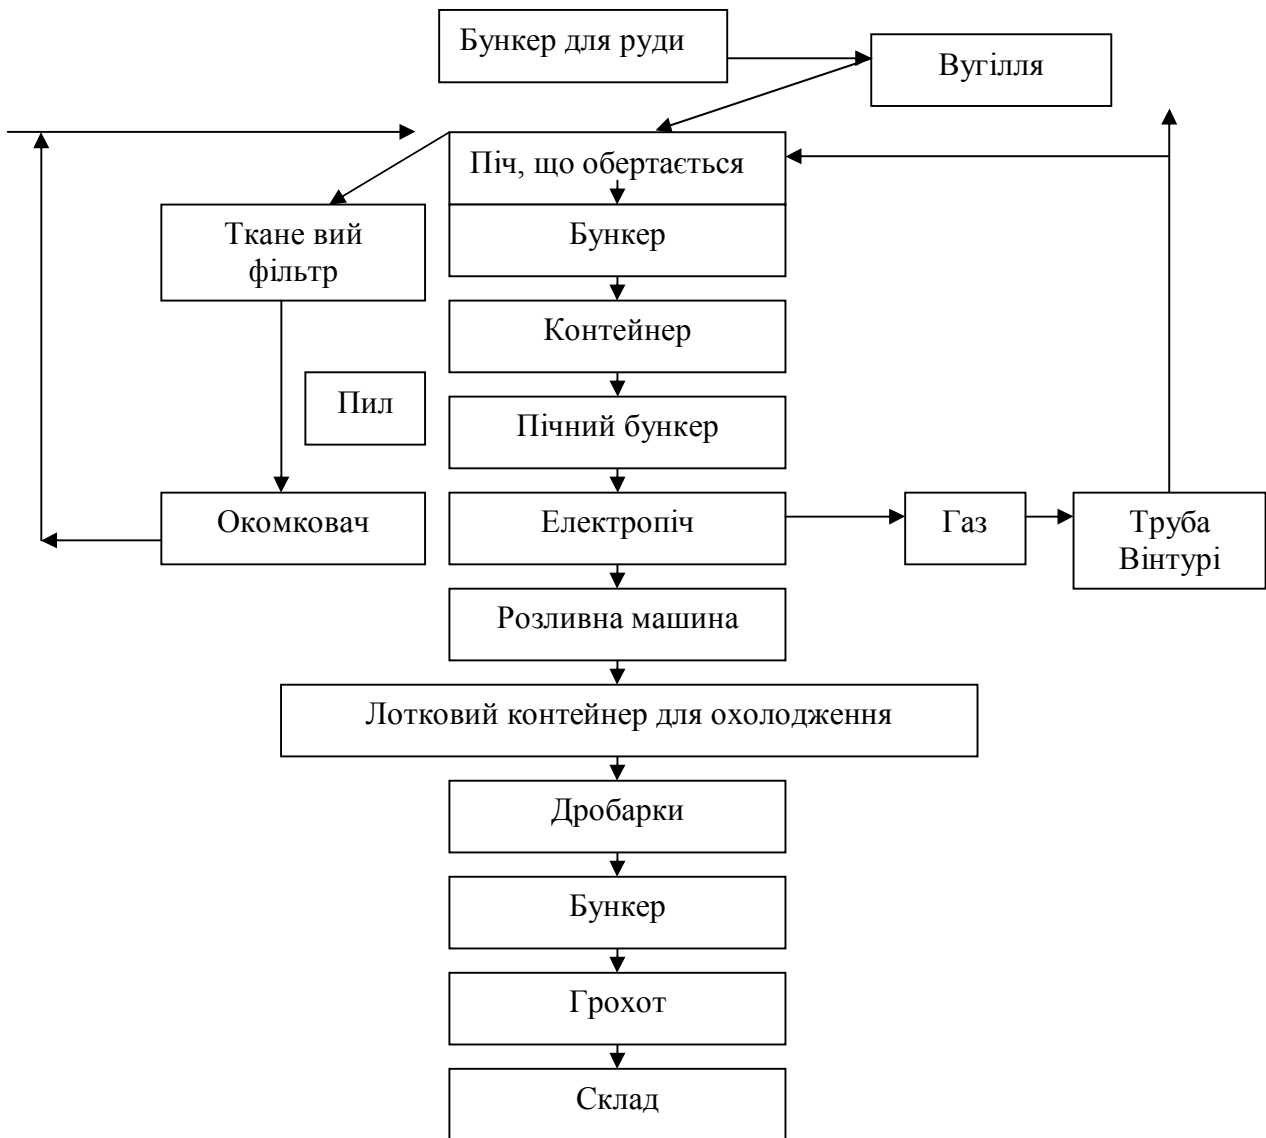 Бункер для руди
Вугілля
Піч, що обертається
Ткане вий
фільтр
Бункер
Контейнер
Пил
Пічний бункер
Окомковач
Електропіч
Газ
Труба
Вінтурі
Розливна машина
Лотковий контейнер для охолодження
Дробарки
Бункер
Грохот
Склад